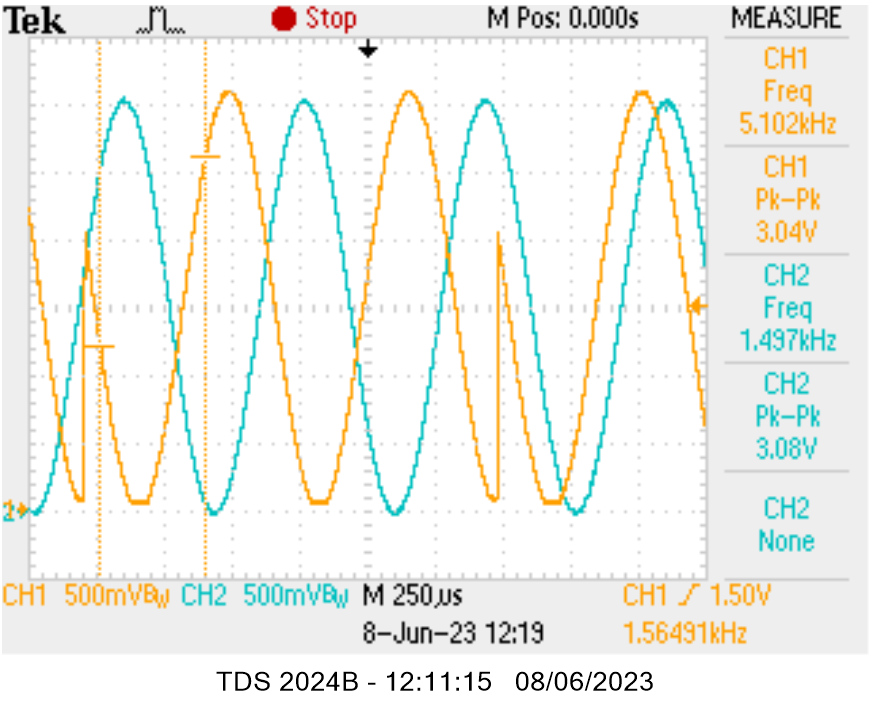 Tek Stop M Pos: 0.000s MEASURE
CH1
Freq
5.102kHz
CH1
Pk-Pk
3.04V
CH2
Freq
1.497kHz
CH2
Pk-Pk
3.08V
CH2
None
2
CH1 500mVBw CH2 500mVBw M 250µs CH1 1.50V
8-Jun-23 12:19 1.56491kHz
TDS 2024B - 12:11:15 08/06/2023